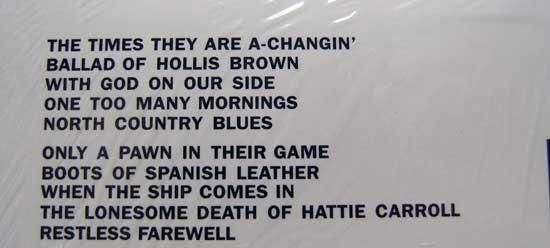 THE TIMES THEY ARE A-CHANGIN'
BALLAD OF HOLLIS BROWN
WITH GOD ON OUR SIDE
ONE TOO MANY MORNINGS
NORTH COUNTRY BLUES
ONLY A PAWN IN THEIR GAME
BOOTS OF SPANISH LEATHER
WHEN THE SHIP COMES IN
THE LONESOME DEATH OF HATTIE CARROLL
RESTLESS FAREWELL